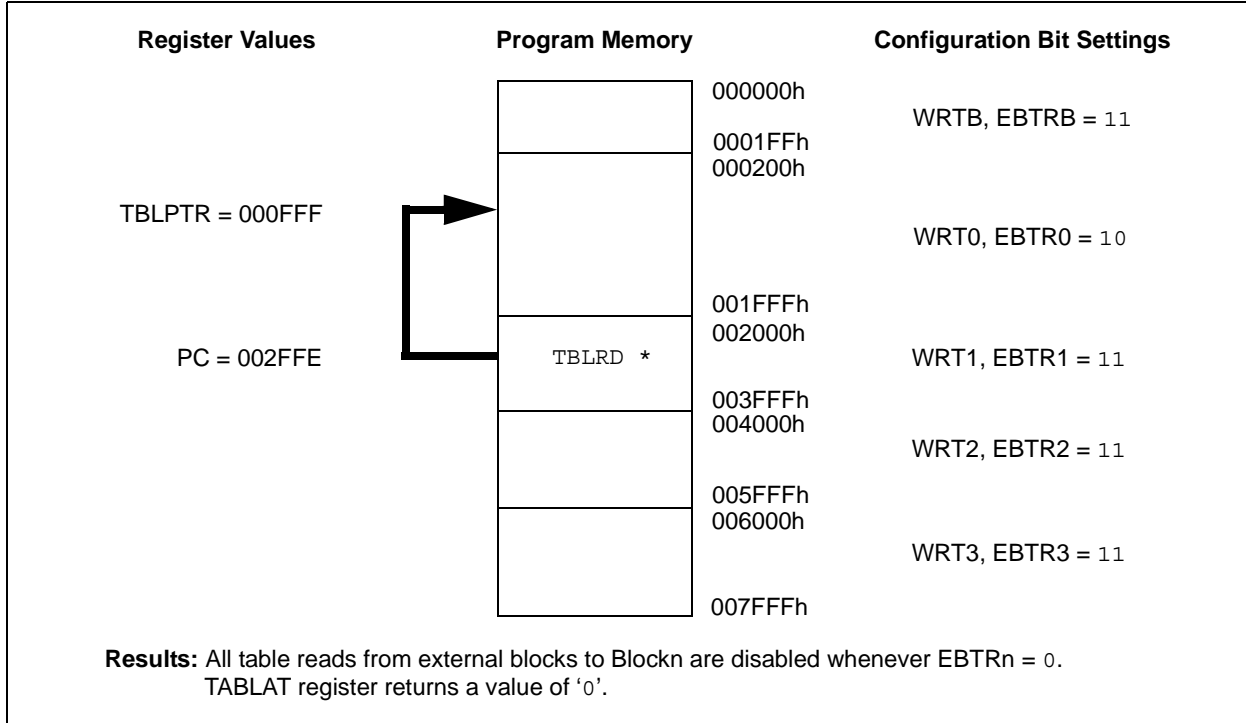 Register Values Program Memory Configuration Bit Settings
000000h
WRTB, EBTRB = 11
0001FFh
000200h
TBLPTR = 000FFF
WRT0, EBTR0 = 10
001FFFh
002000h
PC = 002FFE TBLRD * WRT1, EBTR1 = 11
003FFFh
004000h
WRT2, EBTR2 = 11
005FFFh
006000h
WRT3, EBTR3 = 11
007FFFh
Results: All table reads from external blocks to Blockn are disabled whenever EBTRn = 0.
TABLAT register returns a value of ‘0’.